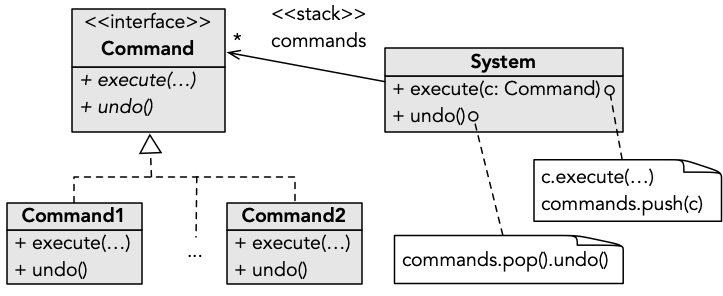 <<interface>>
Command
+ execute(…)
+ undo()
*
<<stack>>
commands
System
+ execute(c: Command)
+ undo()
c.execute(…)
commands.push(c)
commands.pop().undo()
Command1
+ execute(…)
+ undo()
...
Command2
+ execute(…)
+ undo()